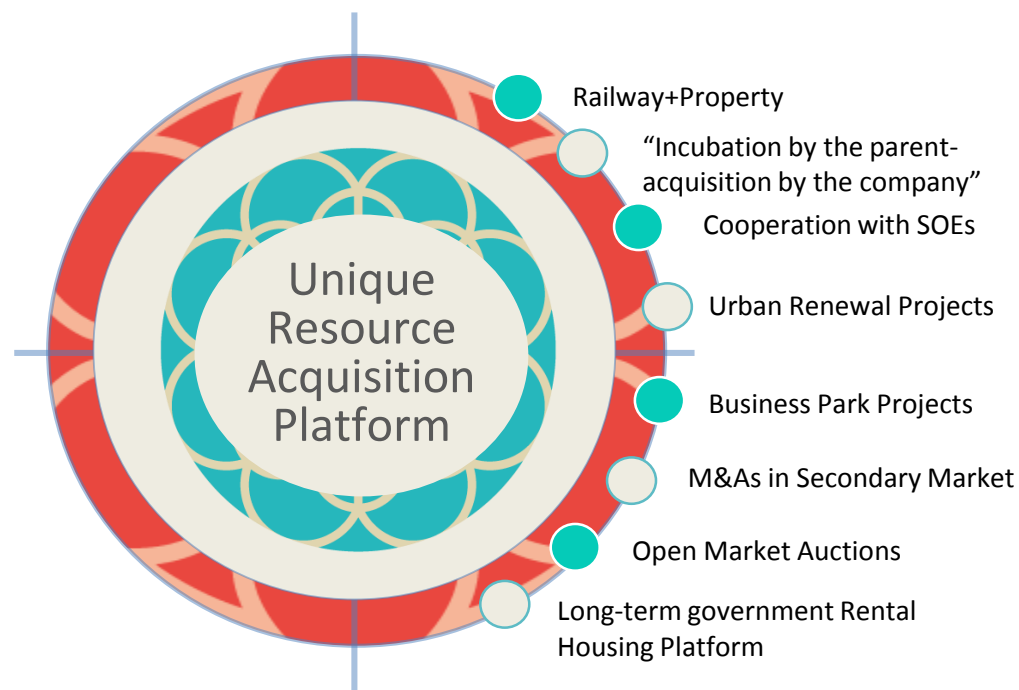 Unique
Resource
Acquisition
Platform
Railway+Property
“Incubation by the parent-
acquisition by the company”
Cooperation with SOEs
Urban Renewal Projects
Business Park Projects
M&As in Secondary Market
Open Market Auctions
Long-term government Rental
Housing Platform